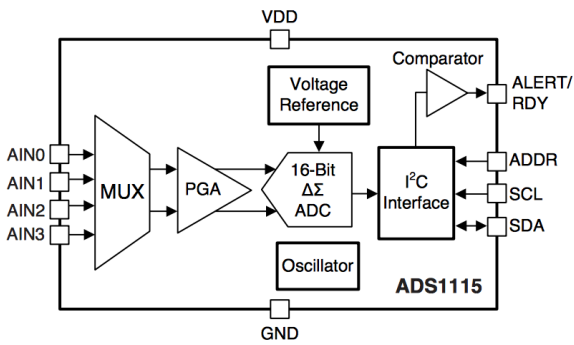 VDD
Comparator
ALERT/
RDY
Voltage
Reference
AIN0
AIN1
AIN2
AIN3
MUX
PGA
16-Bit
ΔΣ
ADC
I²C
Interface
ADDR
SCL
SDA
Oscillator
ADS1115
GND